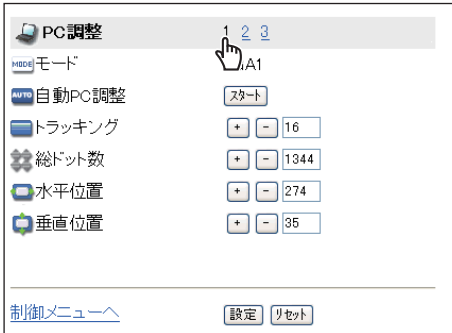 PC調整 1 2 3
MODE モード A1
AUTO 自動PC調整 スタート
トラッキング + - 16
総ドット数 + - 1344
水平位置 + - 274
垂直位置 + - 35
制御メニューへ 設定 リセット